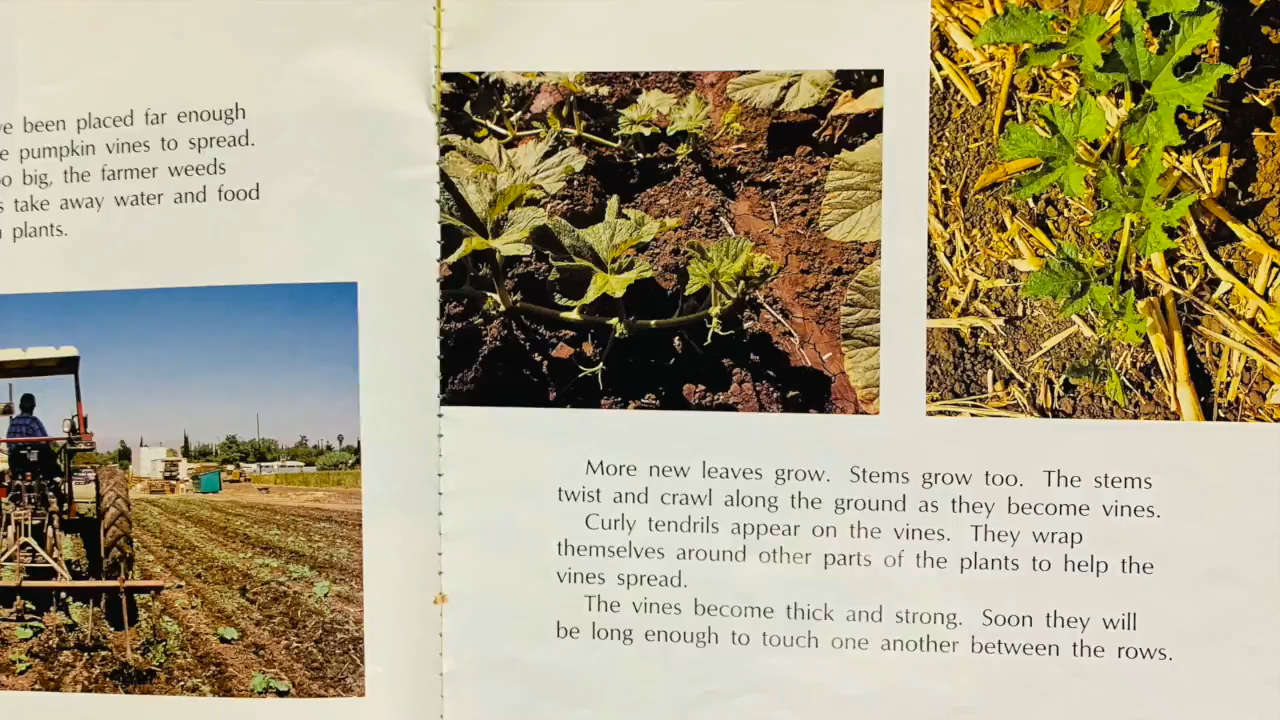 been placed far enough
pumpkin vines to spread.
big, the farmer weeds
take away water and food
plants.
More new leaves grow. Stems grow too. The stems
twist and crawl along the ground as they become vines.
Curly tendrils appear on the vines. They wrap
themselves around other parts of the plants to help the
vines spread.
The vines become thick and strong. Soon they will
be long enough to touch one another between the rows.